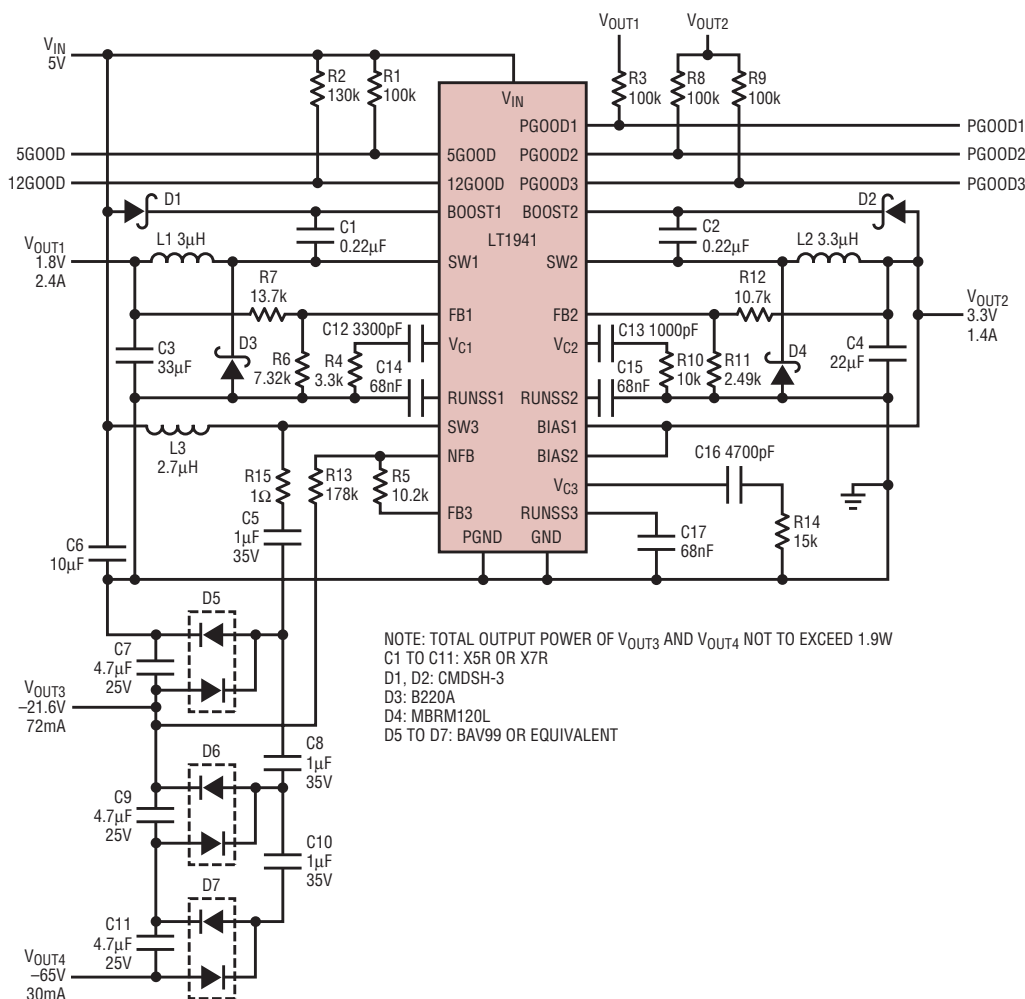 VIN
5V
R2
130k
R1
100k
VOUT1
VOUT2
R3
100k
R8
100k
R9
100k
VIN
PGOOD1
PGOOD1
5GOOD
5GOOD
PGOOD2
PGOOD2
12GOOD
12GOOD
PGOOD3
PGOOD3
D1
BOOST1
BOOST2
D2
C1
0.22µF
LT1941
C2
0.22µF
VOUT1
1.8V
2.4A
L1 3µH
SW1
SW2
L2 3.3µH
R7
13.7k
R12
10.7k
FB1
FB2
VOUT2
3.3V
1.4A
C3
33µF
D3
R6
7.32k
R4
3.3k
C12 3300pF
C14
68nF
VC1
VC2
C13 1000pF
C15
68nF
R10
10k
R11
2.49k
D4
C4
22µF
RUNSS1
RUNSS2
L3
2.7µH
SW3
BIAS1
R15
1Ω
R13
178k
R5
10.2k
NFB
BIAS2
C16 4700pF
VC3
R14
15k
FB3
RUNSS3
C17
68nF
C5
1µF
35V
PGND
GND
C6
10µF
D5
C7
4.7µF
25V
VOUT3
–21.6V
72mA
NOTE: TOTAL OUTPUT POWER OF VOUT3 AND VOUT4 NOT TO EXCEED 1.9W
C1 TO C11: X5R OR X7R
D1, D2: CMDSH-3
D3: B220A
D4: MBRM120L
D5 TO D7: BAV99 OR EQUIVALENT
C8
1µF
35V
D6
C9
4.7µF
25V
C10
1µF
35V
D7
C11
4.7µF
25V
VOUT4
–65V
30mA